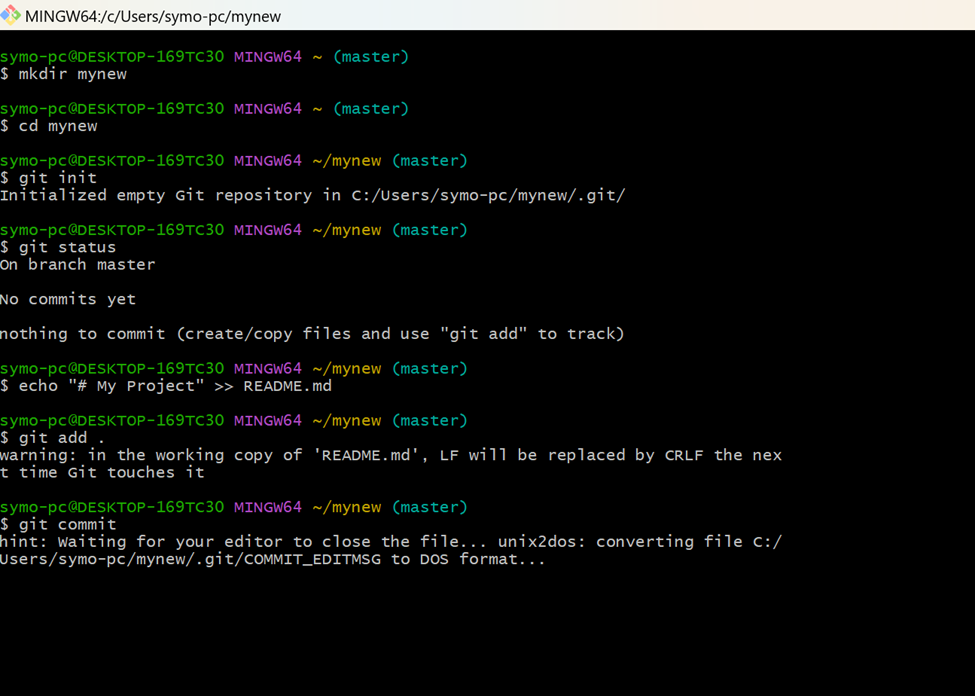 MINGW64:/c/Users/symo-pc/mynew
symo-pc@DESKTOP-169TC30 MINGW64 ~ (master)
$ mkdir mynew
symo-pc@DESKTOP-169TC30 MINGW64 ~ (master)
$ cd mynew
symo-pc@DESKTOP-169TC30 MINGW64 ~/mynew (master)
$ git init
Initialized empty Git repository in C:/Users/symo-pc/mynew/.git/
symo-pc@DESKTOP-169TC30 MINGW64 ~/mynew (master)
$ git status
On branch master
No commits yet
nothing to commit (create/copy files and use "git add" to track)
symo-pc@DESKTOP-169TC30 MINGW64 ~/mynew (master)
$ echo "# My Project" >> README.md
symo-pc@DESKTOP-169TC30 MINGW64 ~/mynew (master)
$ git add .
warning: in the working copy of 'README.md', LF will be replaced by CRLF the nex
t time Git touches it
symo-pc@DESKTOP-169TC30 MINGW64 ~/mynew (master)
$ git commit
hint: Waiting for your editor to close the file... unix2dos: converting file C:/
Users/symo-pc/mynew/.git/COMMIT_EDITMSG to DOS format...